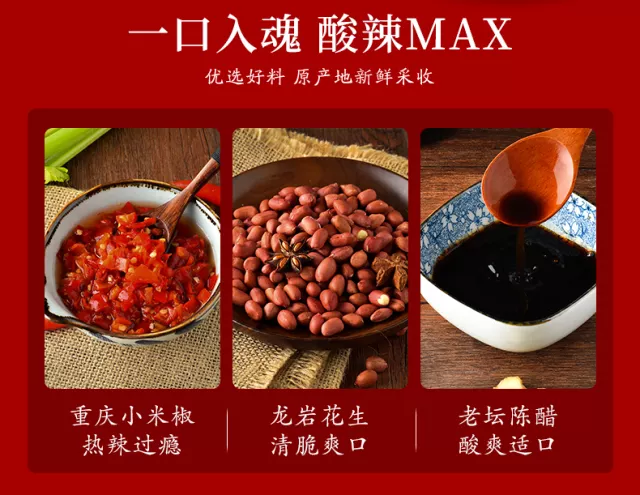 一口入魂 酸辣MAX
优选好料 原产地新鲜采收
重庆小米椒
热辣过瘾
龙岩花生
清脆爽口
老坛陈醋
酸爽适口